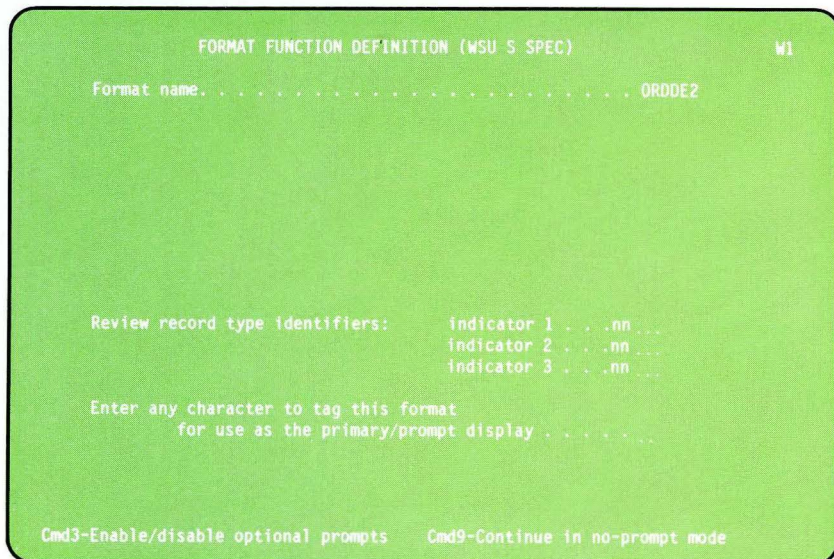 FORMAT FUNCTION DEFINITION (WSU S SPEC) W1
Format name. . . . . . . . . . . . . . . . . . . . . . . . ORDDE2
Review record type identifiers: indicator 1 . . .nn
indicator 2 . . .nn
indicator 3 . . .nn
Enter any character to tag this format
for use as the primary/prompt display . . . . . .
Cmd3-Enable/disable optional prompts Cmd9-Continue in no-prompt mode